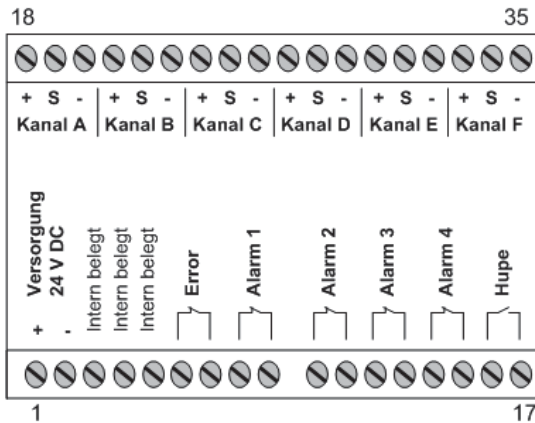 18 35
+ S - + S - + S - + S - + S - + S -
Kanal A Kanal B Kanal C Kanal D Kanal E Kanal F
+ Versorgung
- 24 V DC
Intern belegt
Intern belegt
Intern belegt
Error
Alarm 1
Alarm 2
Alarm 3
Alarm 4
Hupe
1 17